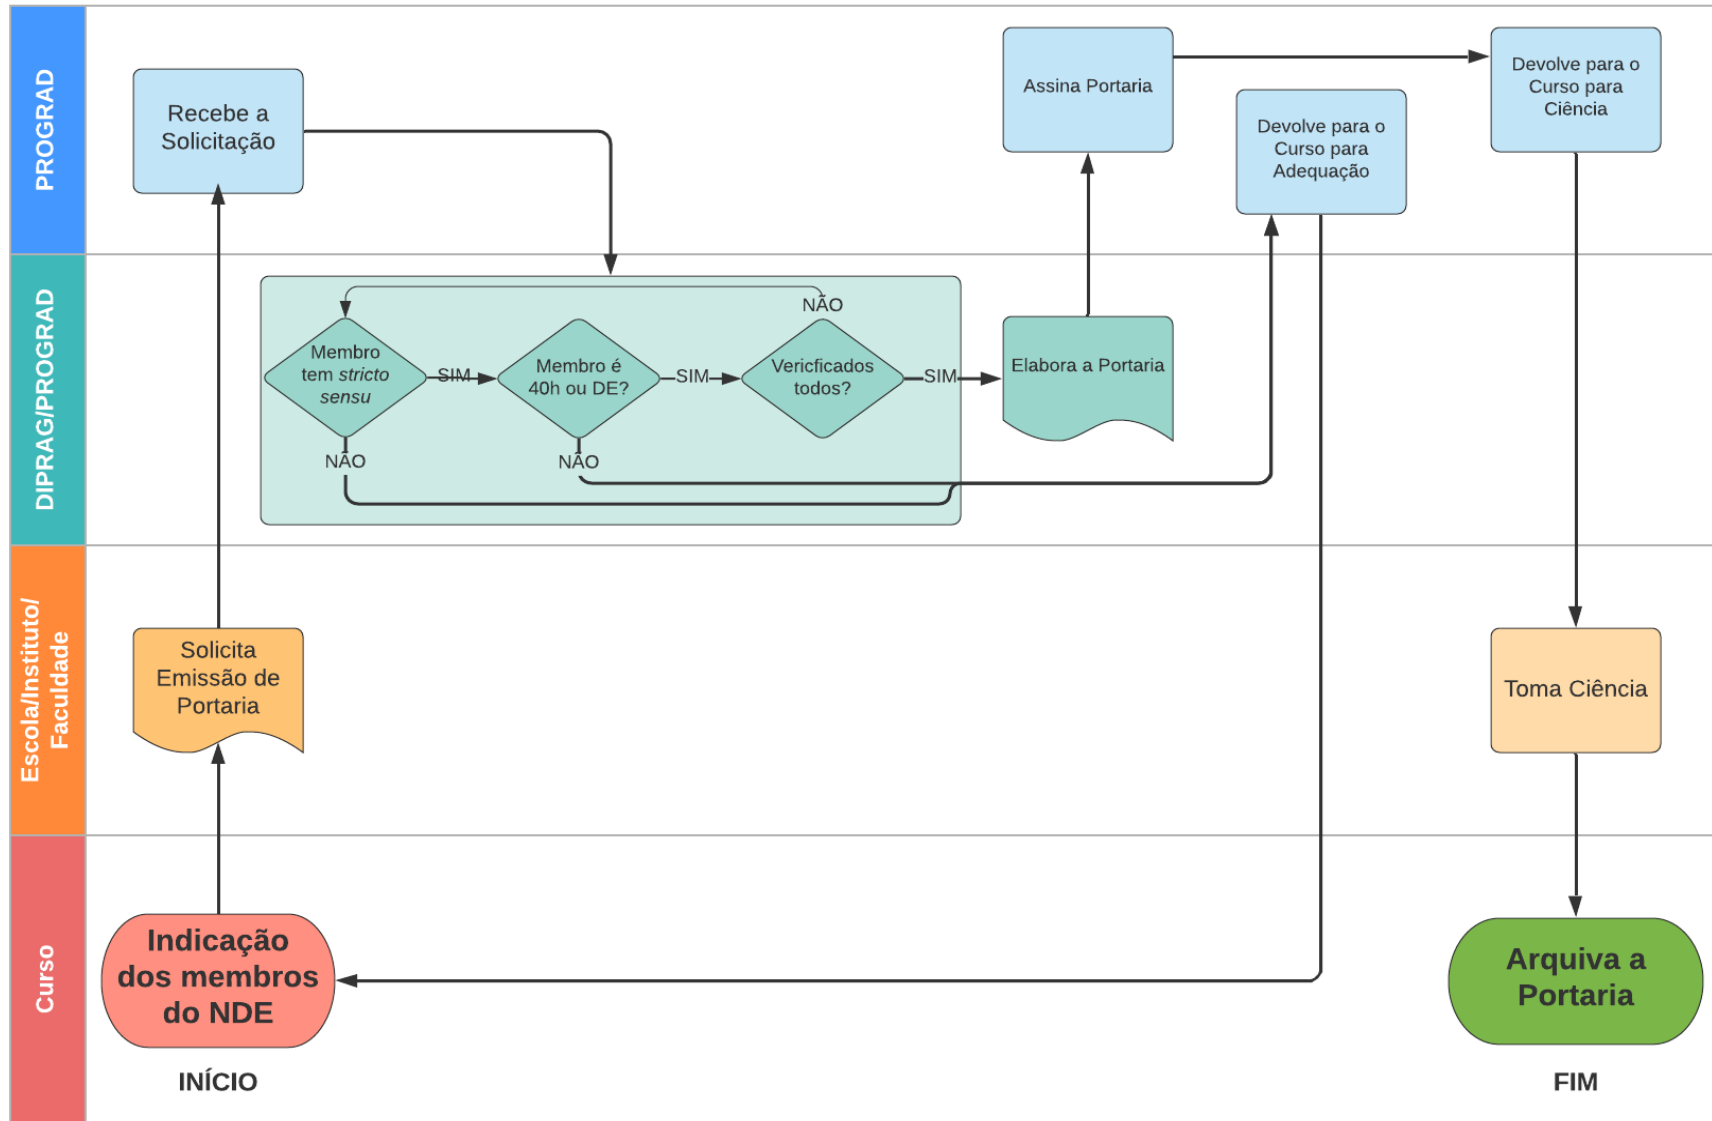 PROGRAD
Recebe a
Solicitação
Assina Portaria
Devolve para o
Curso para
Adequação
Devolve para o
Curso para
Ciência
DIPRAG/PROGRAD
Membro
tem stricto
sensu
SIM
NÃO
Membro é
40h ou DE?
SIM
NÃO
Vericficados
todos?
NÃO
SIM
Elabora a Portaria
Escola/Instituto/
Faculdade
Solicita
Emissão de
Portaria
Toma Ciência
Curso
Indicação
dos membros
do NDE
INÍCIO
Arquiva a
Portaria
FIM